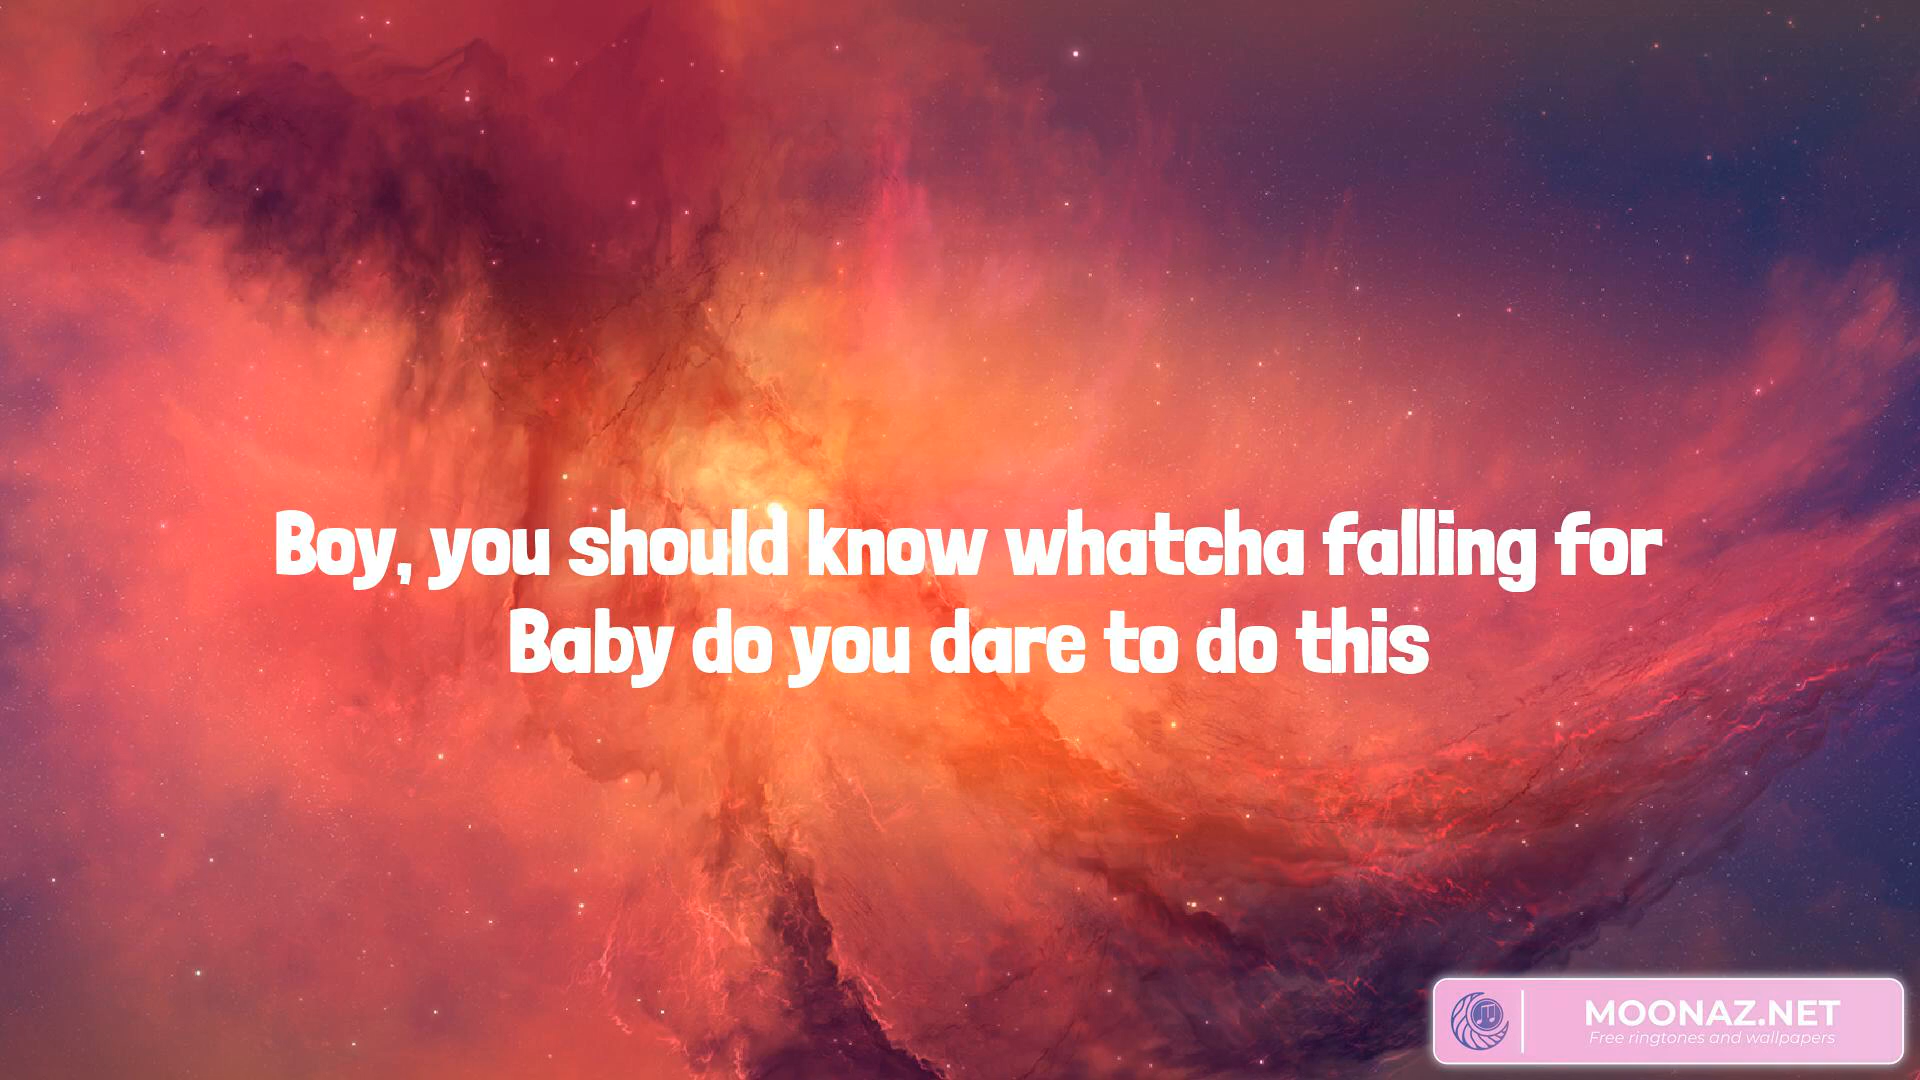 Boy, you should know whatcha falling for
Baby do you dare to do this
MOONAZ.NET
Free ringtones and wallpapers